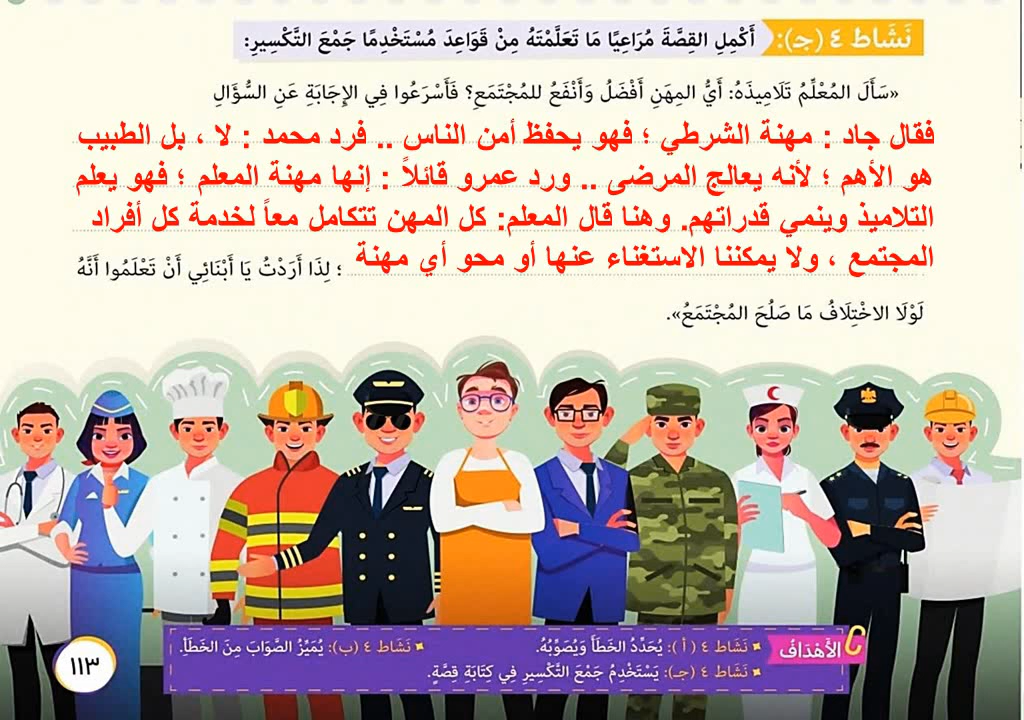 نَشَاط ٤ (جـ): أَكْمِلِ القِصَّةَ مُرَاعِيًا مَا تَعَلَّمْتَهُ مِنْ قَوَاعِدَ مُسْتَخْدِمًا جَمْعَ التَّكْسِيرِ:
«سَأَلَ المُعْلِّمُ تَلَامِيذَهُ: أَيُّ المِهَنِ أَفْضَلُ وَأَنْفَعُ للمُجْتَمَعِ؟ فَأَسْرَعُوا فِي الإِجَابَةِ عَنِ السُّؤَالِ
فقال جاد : مهنة الشرطي ؛ فهو يحفظ أمن الناس .. فرد محمد : لا ، بل الطبيب
هو الأهم ؛ لأنه يعالج المرضى .. ورد عمرو قائلاً : إنها مهنة المعلم ؛ فهو يعلم
التلاميذ وينمي قدراتهم. وهنا قال المعلم: كل المهن تتكامل معاً لخدمة كل أفراد
المجتمع ، ولا يمكننا الاستغناء عنها أو محو أي مهنة ؛ لِذَا أَرَدْتُ يَا أَبْنَائِي أَنْ تَعْلَمُوا أَنَّهُ
لَوْلَا الاخْتِلَافُ مَا صَلُحَ المُجْتَمَعُ».
الأَهْدَافُ
نَشَاط ٤ ( أ ): يُحَدِّدُ الخَطَأَ وَيُصَوِّبُهُ. نَشَاط ٤ (ب): يُمَيِّزُ الصَّوَابَ مِنَ الخَطَأْ.
نَشَاط ٤ (جـ): يَسْتَخْدِمُ جَمْعَ التَّكْسِيرِ فِي كِتَابَةِ قِصَّةٍ.
١١٣